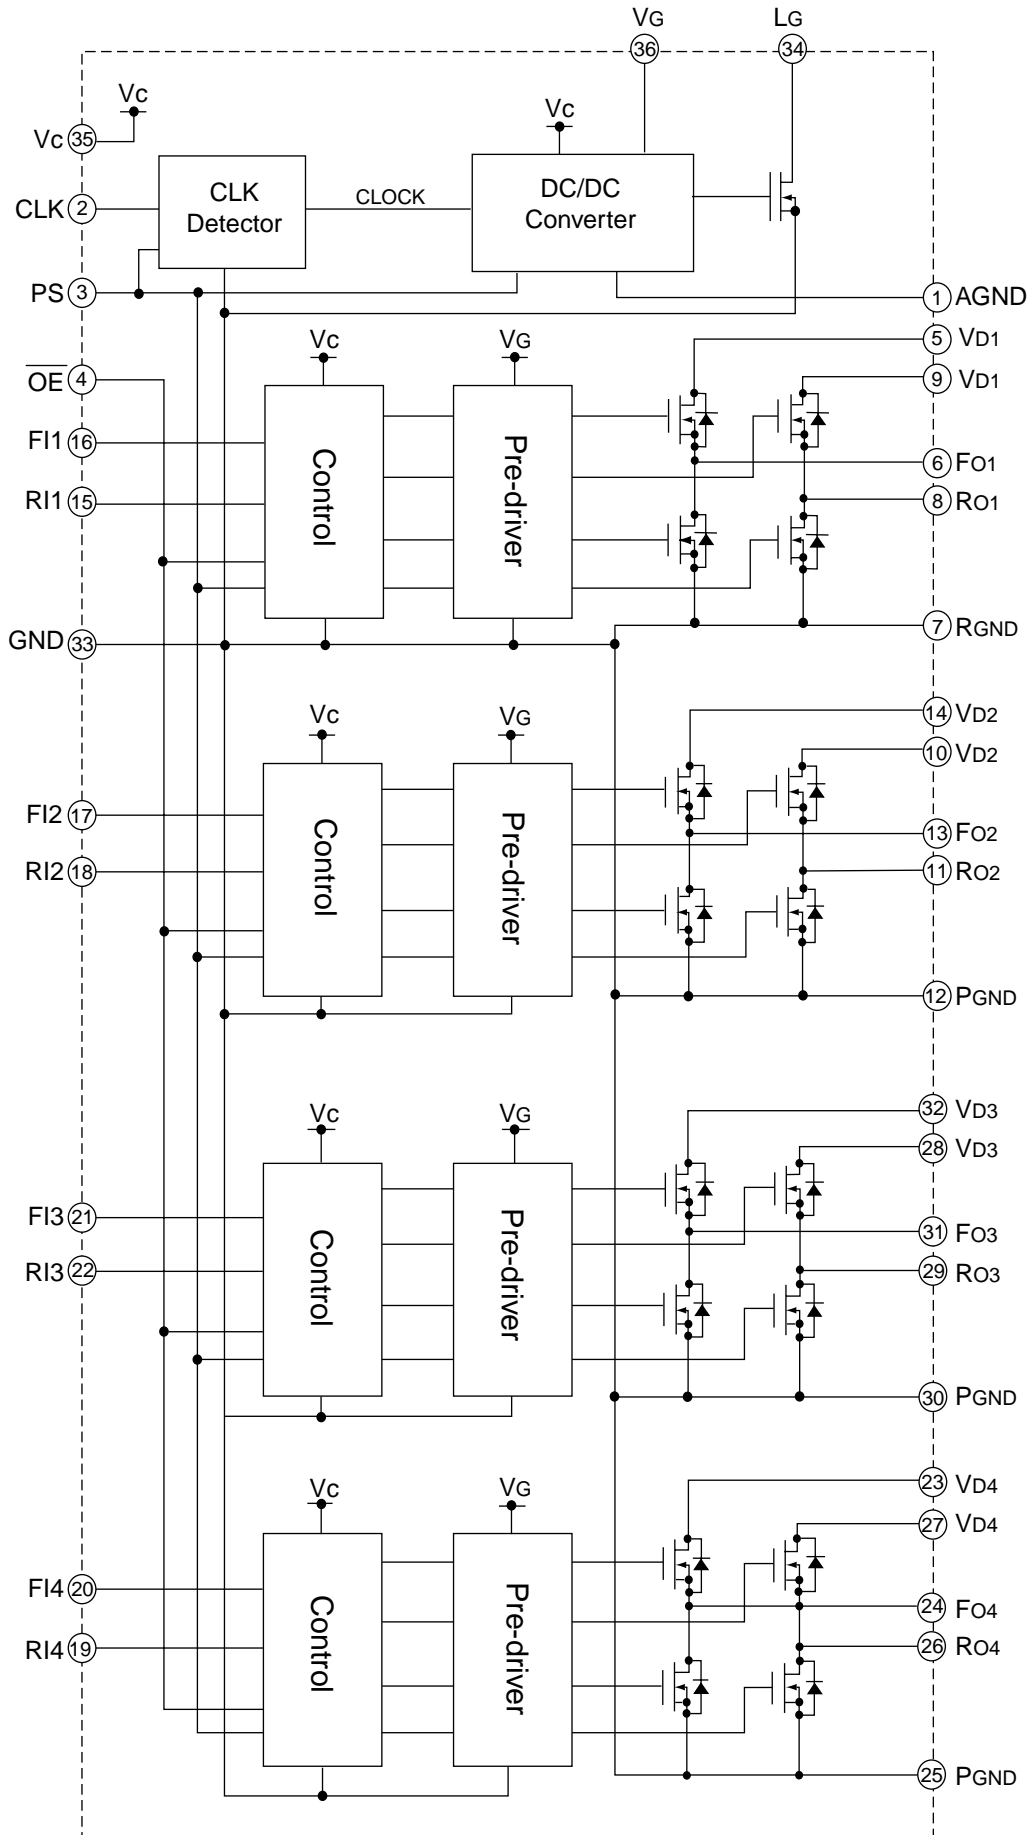 VG LG
36 34
Vc Vc
Vc 35
CLK 2 CLK Detector CLOCK DC/DC Converter
PS 3 1 AGND
Vc VG 5 VD1
OE 4 9 VD1
FI1 16 Control Pre-driver 6 FO1
RI1 15 8 RO1
GND 33 7 RGND
Vc VG 14 VD2
10 VD2
FI2 17 Control Pre-driver 13 FO2
RI2 18 11 RO2
12 PGND
Vc VG 32 VD3
28 VD3
FI3 21 Control Pre-driver 31 FO3
RI3 22 29 RO3
30 PGND
Vc VG 23 VD4
27 VD4
FI4 20 Control Pre-driver 24 FO4
RI4 19 26 RO4
25 PGND